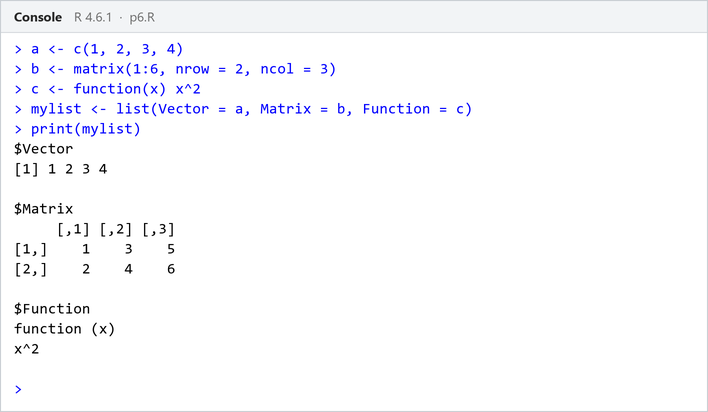 Console R 4.6.1 · p6.R
> a <- c(1, 2, 3, 4)
> b <- matrix(1:6, nrow = 2, ncol = 3)
> c <- function(x) x^2
> mylist <- list(Vector = a, Matrix = b, Function = c)
> print(mylist)
$Vector
[1] 1 2 3 4

$Matrix
     [,1] [,2] [,3]
[1,]    1    3    5
[2,]    2    4    6

$Function
function (x)
x^2

>